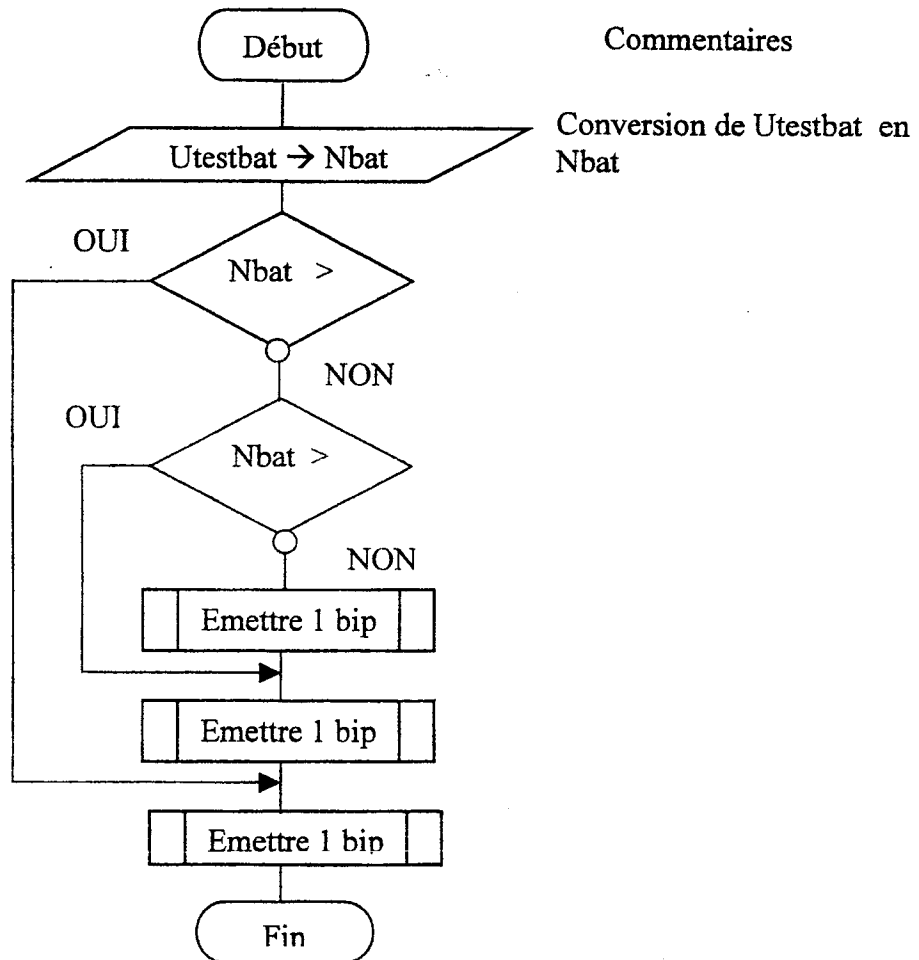 Début
Commentaires
Utestbat → Nbat
Conversion de Utestbat en
Nbat
OUI
Nbat >
NON
OUI
Nbat >
NON
Emettre 1 bip
Emettre 1 bip
Emettre 1 bip
Fin